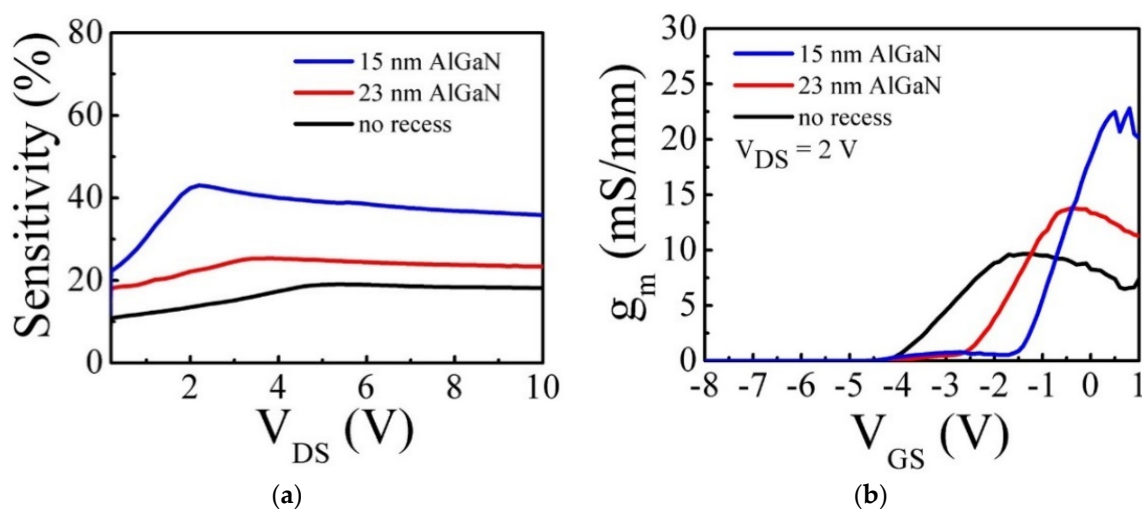 80
60
40
20
0
Sensitivity (%)
15 nm AlGaN
23 nm AlGaN
no recess
2 4 6 8 10
V_DS (V)
(a)
30
25
20
15
10
5
0
g_m (mS/mm)
15 nm AlGaN
23 nm AlGaN
no recess
V_DS = 2 V
-8 -7 -6 -5 -4 -3 -2 -1 0 1
V_GS (V)
(b)